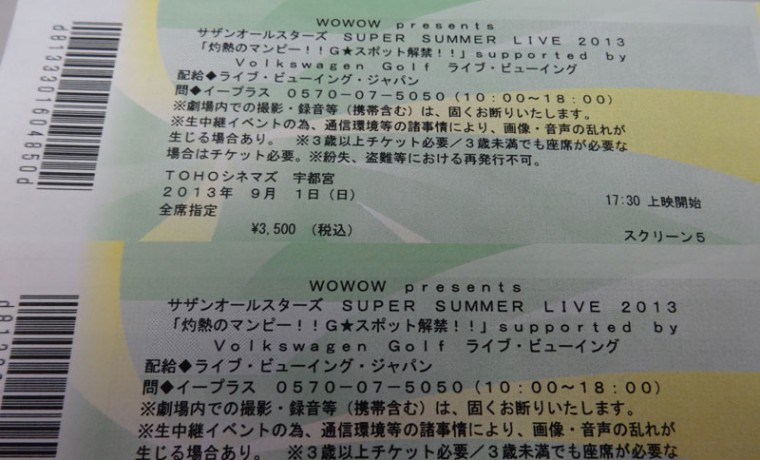 WOWOW presents
サザンオールスターズ SUPER SUMMER LIVE 2013
「灼熱のマンピー!!G★スポット解禁!!」supported by
Volkswagen Golf ライブ・ビューイング
配給◆ライブ・ビューイング・ジャパン
問◆イープラス 0570-07-5050(10:00~18:00)
※劇場内での撮影・録音等(携帯含む)は、固くお断りいたします。
※生中継イベントの為、通信環境等の諸事情により、画像・音声の乱れが
生じる場合あり。 ※3歳以上チケット必要/3歳未満でも座席が必要な
場合はチケット必要。※紛失、盗難等における再発行不可。
TOHOシネマズ 宇都宮
2013年 9月 1日(日) 17:30 上映開始
全席指定
¥3,500 (税込) スクリーン5
d8133301604850d
WOWOW presents
サザンオールスターズ SUPER SUMMER LIVE 2013
「灼熱のマンピー!!G★スポット解禁!!」supported by
Volkswagen Golf ライブ・ビューイング
配給◆ライブ・ビューイング・ジャパン
問◆イープラス 0570-07-5050(10:00~18:00)
※劇場内での撮影・録音等(携帯含む)は、固くお断りいたします。
※生中継イベントの為、通信環境等の諸事情により、画像・音声の乱れが
生じる場合あり。 ※3歳以上チケット必要/3歳未満でも座席が必要な